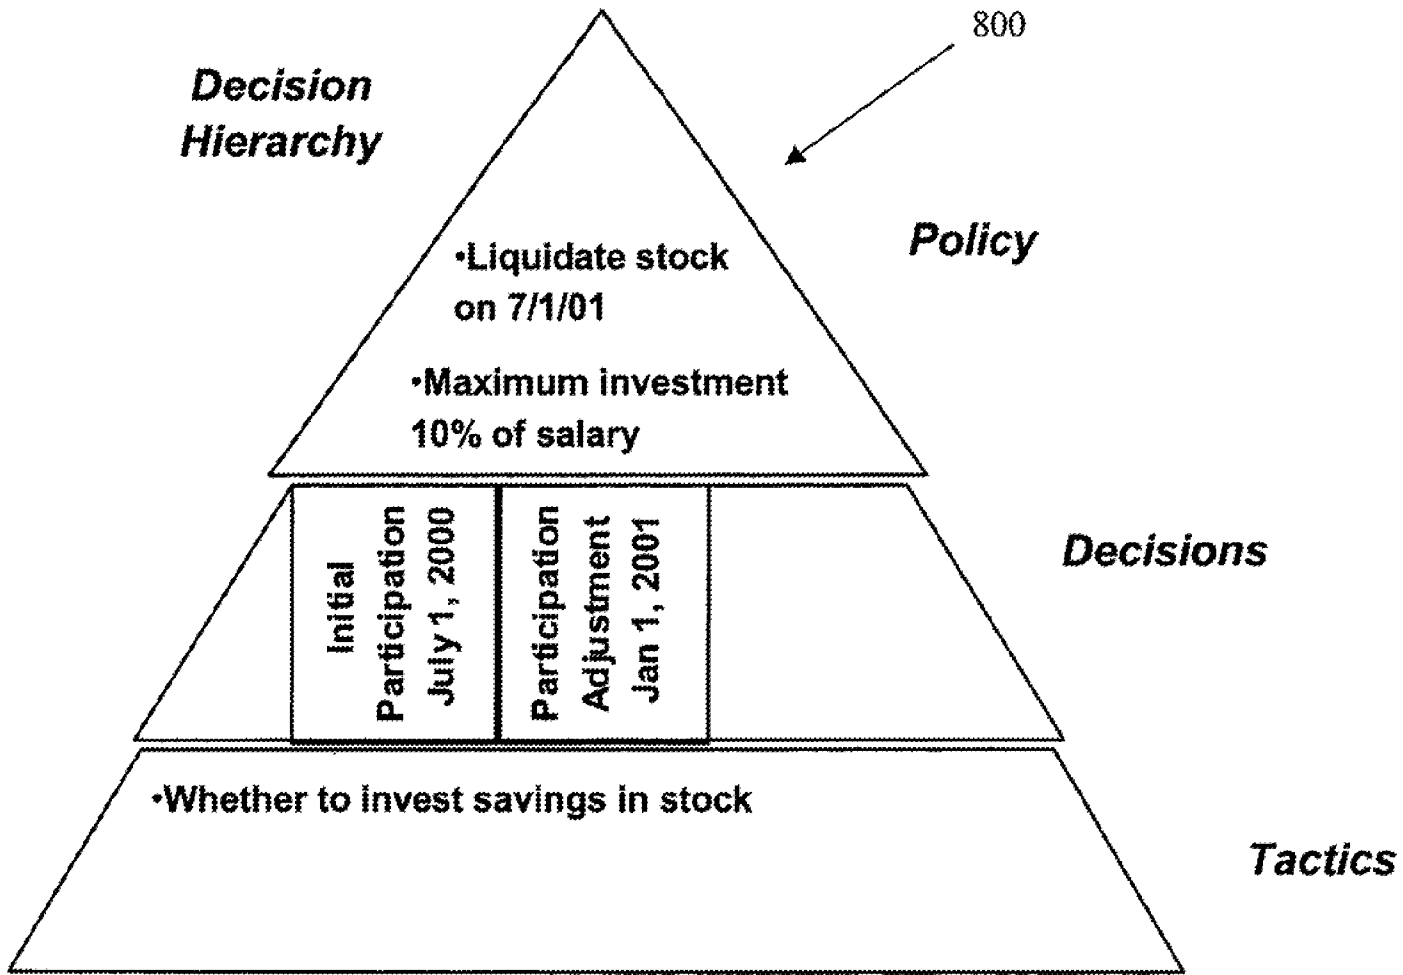 800
Decision
Hierarchy
Policy
•Liquidate stock
on 7/1/01
•Maximum investment
10% of salary
Initial
Participation
July 1, 2000
Participation
Adjustment
Jan 1, 2001
Decisions
•Whether to invest savings in stock
Tactics